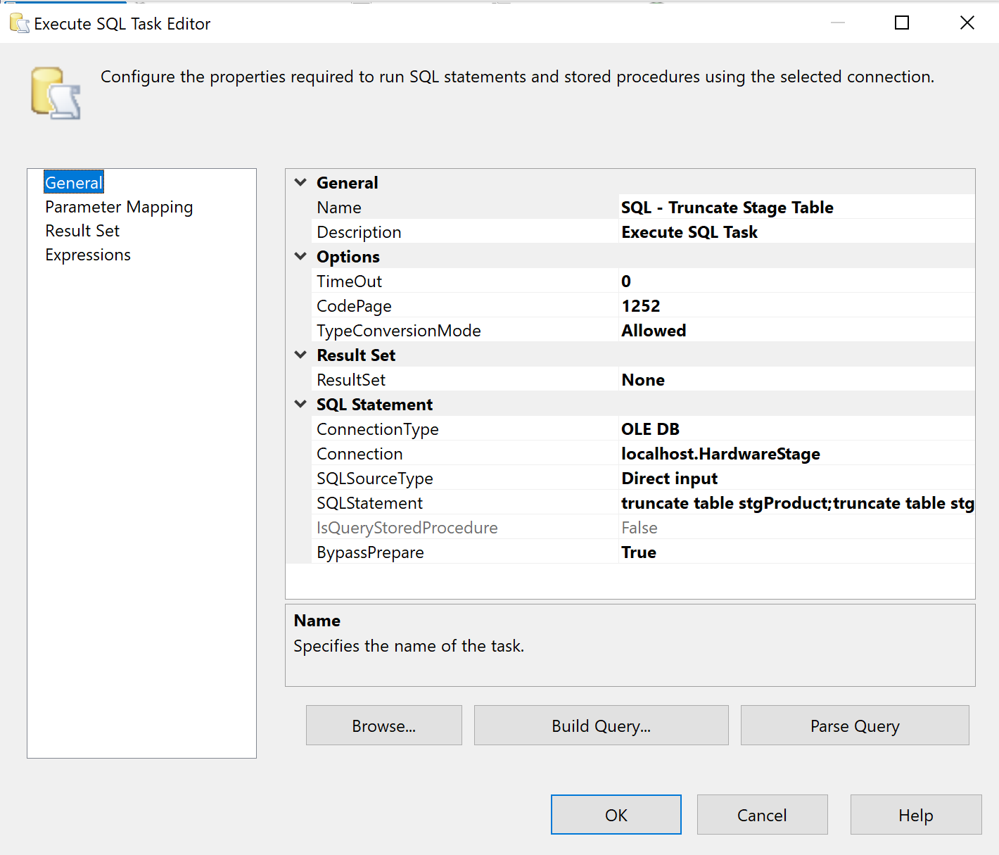 Execute SQL Task Editor
Configure the properties required to run SQL statements and stored procedures using the selected connection.
General
Parameter Mapping
Result Set
Expressions
General
Name SQL - Truncate Stage Table
Description Execute SQL Task
Options
TimeOut 0
CodePage 1252
TypeConversionMode Allowed
Result Set
ResultSet None
SQL Statement
ConnectionType OLE DB
Connection localhost.HardwareStage
SQLSourceType Direct input
SQLStatement truncate table stgProduct;truncate table stg
IsQueryStoredProcedure False
BypassPrepare True
Name
Specifies the name of the task.
Browse... Build Query... Parse Query
OK Cancel Help